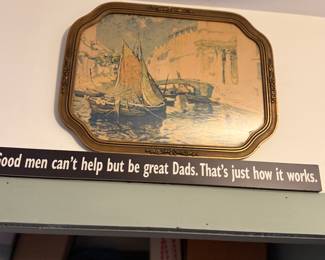 Good men can't help but be great Dads. That's just how it works.